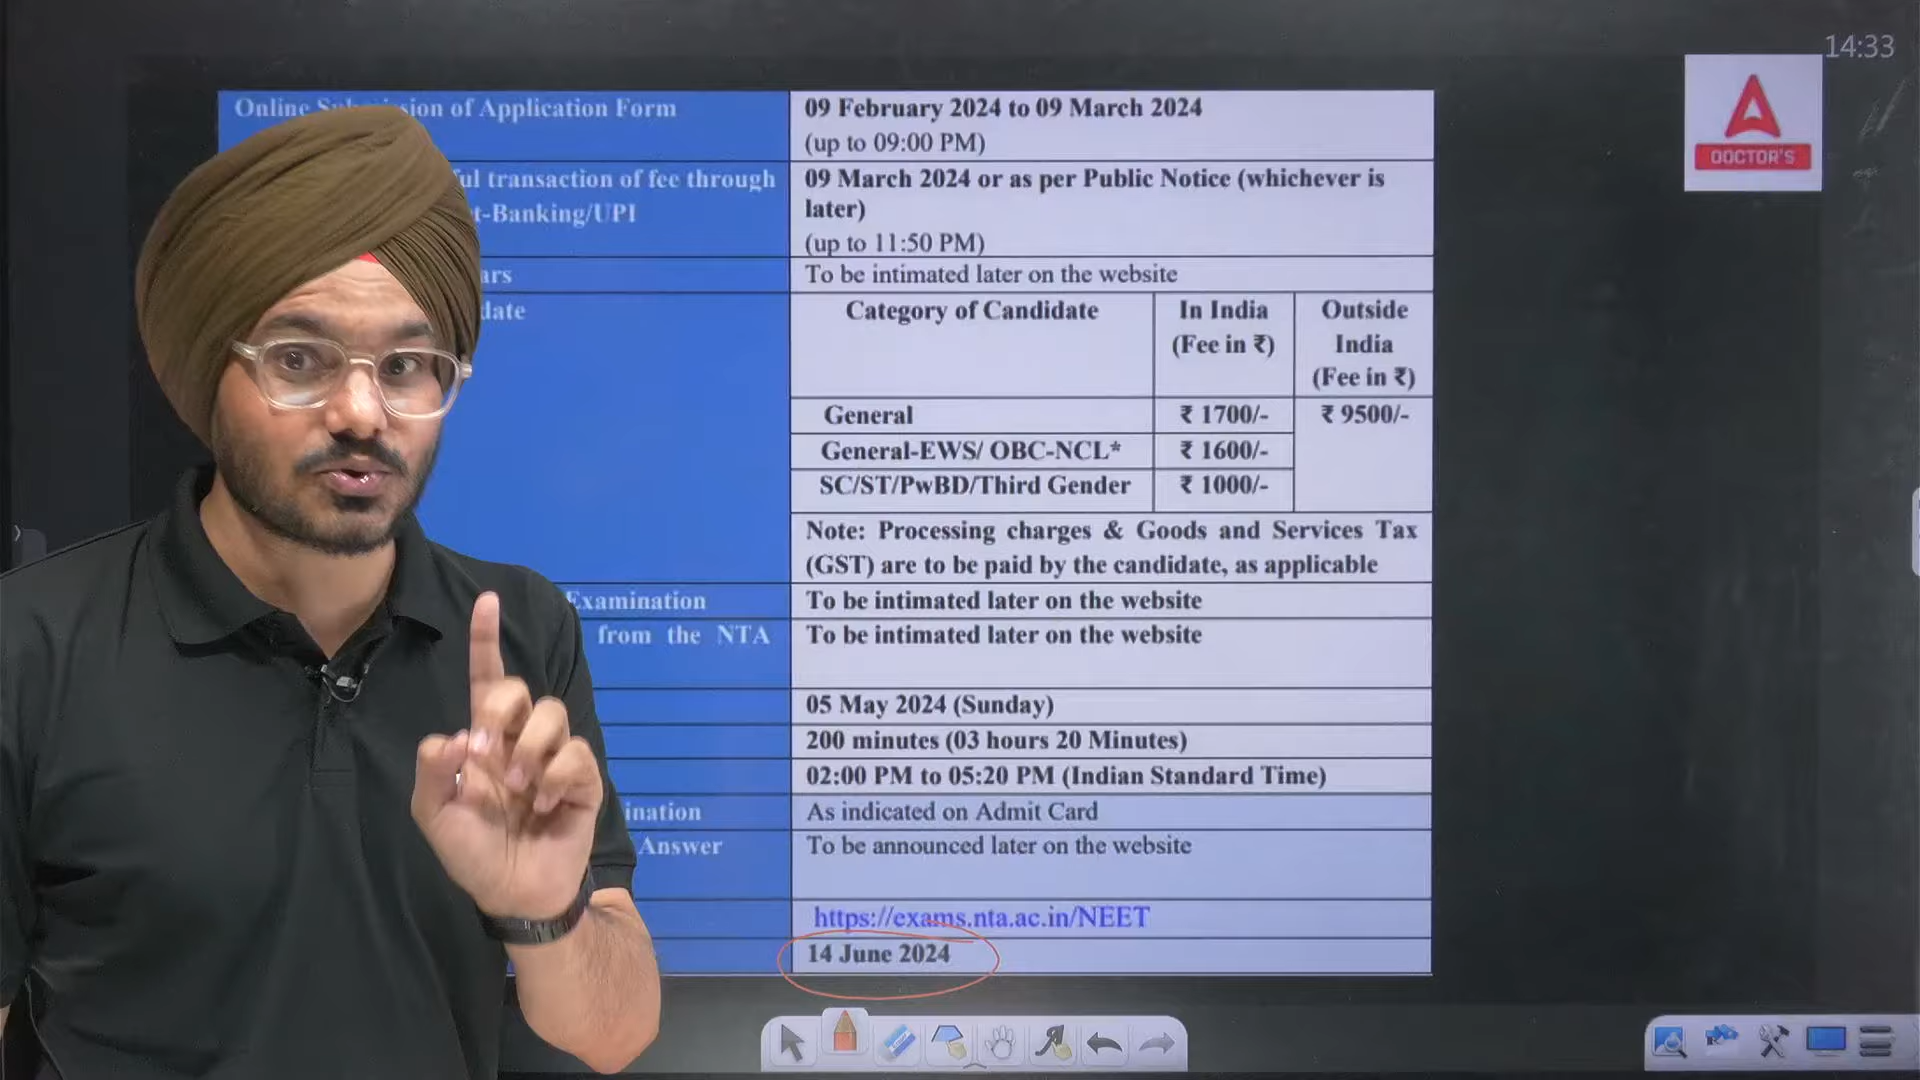 14:33
DOCTOR'S
Online Submission of Application Form
09 February 2024 to 09 March 2024
(up to 09:00 PM)
transaction of fee through
-Banking/UPI
09 March 2024 or as per Public Notice (whichever is
later)
(up to 11:50 PM)
To be intimated later on the website
Category of Candidate
In India
(Fee in ₹)
Outside
India
(Fee in ₹)
General
₹ 1700/-
₹ 9500/-
General-EWS/ OBC-NCL*
₹ 1600/-
SC/ST/PwBD/Third Gender
₹ 1000/-
Note: Processing charges & Goods and Services Tax
(GST) are to be paid by the candidate, as applicable
Examination
To be intimated later on the website
from the NTA
To be intimated later on the website
05 May 2024 (Sunday)
200 minutes (03 hours 20 Minutes)
02:00 PM to 05:20 PM (Indian Standard Time)
As indicated on Admit Card
Answer
To be announced later on the website
https://exams.nta.ac.in/NEET
14 June 2024